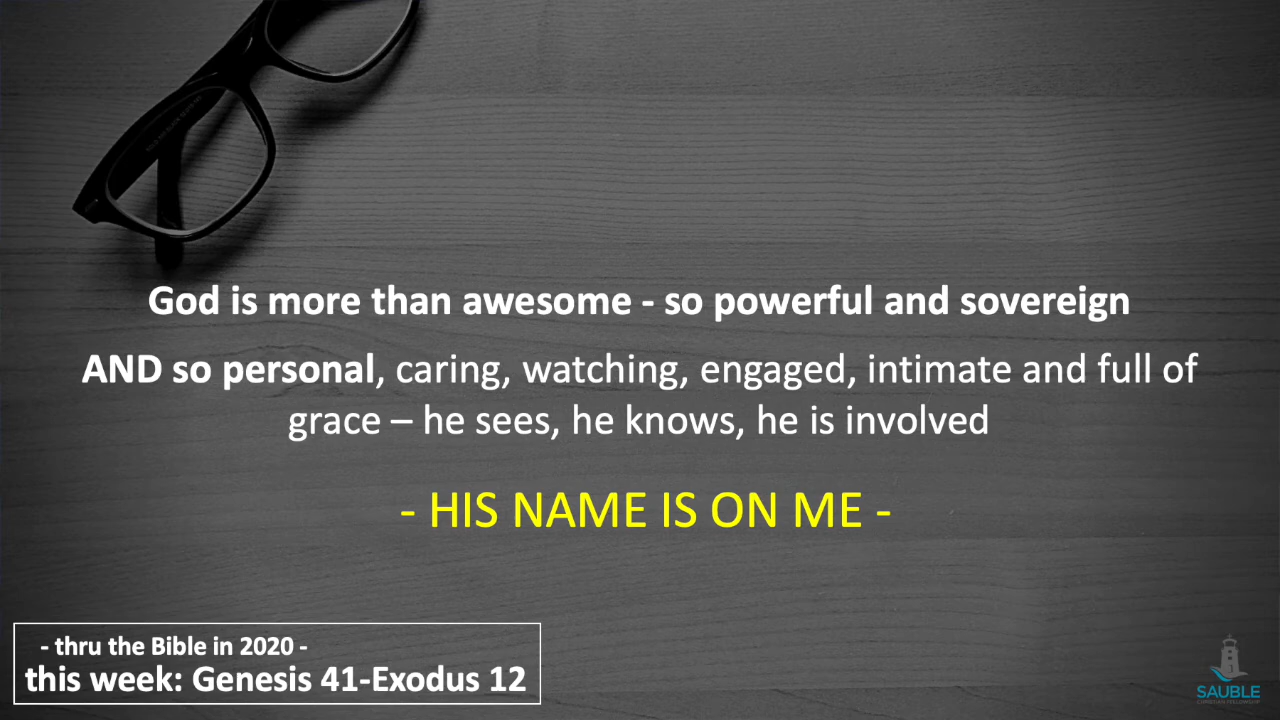 God is more than awesome - so powerful and sovereign
AND so personal, caring, watching, engaged, intimate and full of
grace – he sees, he knows, he is involved
- HIS NAME IS ON ME -
- thru the Bible in 2020 -
this week: Genesis 41-Exodus 12
SAUBLE
CHRISTIAN FELLOWSHIP